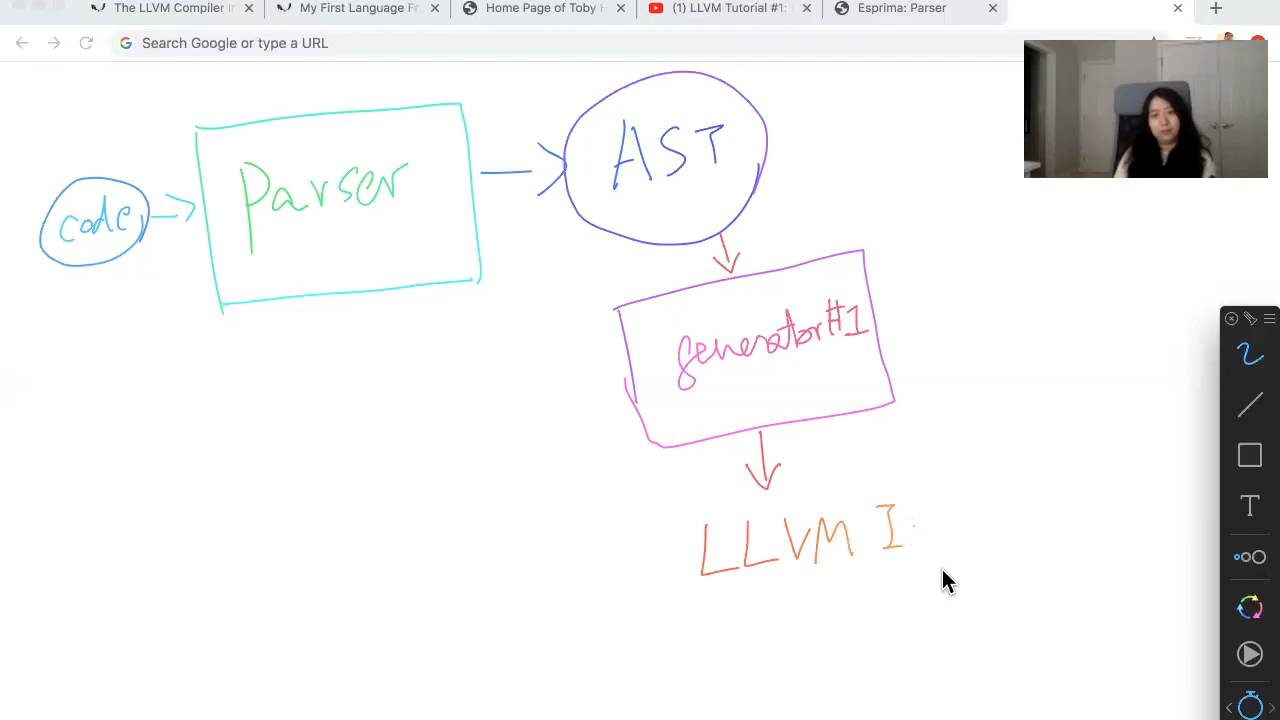 The LLVM Compiler I
My First Language Fr
Home Page of Toby H
(1) LLVM Tutorial #1:
Esprima: Parser
Search Google or type a URL
code
Parser
AST
generator#1
LLVM I
T